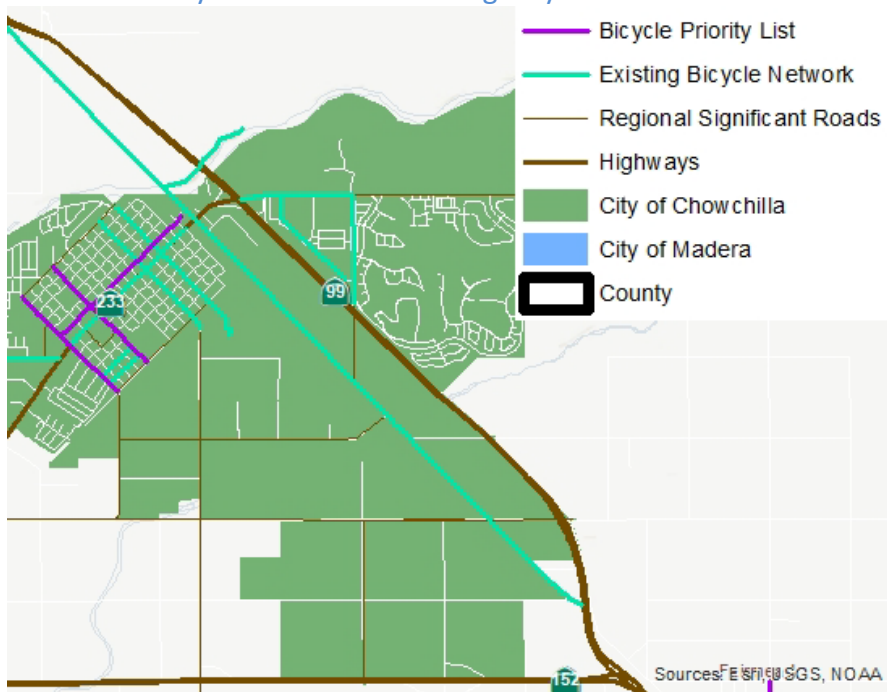 Bicycle Priority List
Existing Bicycle Network
Regional Significant Roads
Highways
City of Chowchilla
City of Madera
County
99
233
152
Sources: Esri, USGS, NOAA